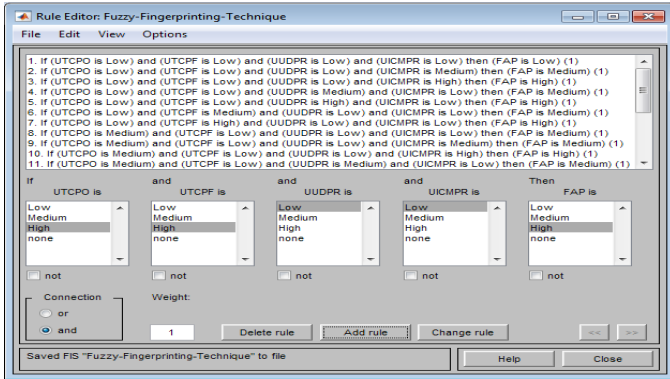 Rule Editor: Fuzzy-Fingerprinting-Technique
File Edit View Options
1. If (UTCPO is Low) and (UTCPF is Low) and (UUDPR is Low) and (UICMPR is Low) then (FAP is Low) (1)
2. If (UTCPO is Low) and (UTCPF is Low) and (UUDPR is Low) and (UICMPR is Medium) then (FAP is Medium) (1)
3. If (UTCPO is Low) and (UTCPF is Low) and (UUDPR is Low) and (UICMPR is High) then (FAP is High) (1)
4. If (UTCPO is Low) and (UTCPF is Low) and (UUDPR is Medium) and (UICMPR is Low) then (FAP is Medium) (1)
5. If (UTCPO is Low) and (UTCPF is Low) and (UUDPR is High) and (UICMPR is Low) then (FAP is High) (1)
6. If (UTCPO is Low) and (UTCPF is Medium) and (UUDPR is Low) and (UICMPR is Low) then (FAP is Medium) (1)
7. If (UTCPO is Low) and (UTCPF is High) and (UUDPR is Low) and (UICMPR is Low) then (FAP is High) (1)
8. If (UTCPO is Medium) and (UTCPF is Low) and (UUDPR is Low) and (UICMPR is Low) then (FAP is Medium) (1)
9. If (UTCPO is Medium) and (UTCPF is Low) and (UUDPR is Low) and (UICMPR is Medium) then (FAP is Medium) (1)
10. If (UTCPO is Medium) and (UTCPF is Low) and (UUDPR is Low) and (UICMPR is High) then (FAP is High) (1)
11. If (UTCPO is Medium) and (UTCPF is Low) and (UUDPR is Medium) and (UICMPR is Low) then (FAP is Medium) (1)
If and and and Then
UTCPO is UTCPF is UUDPR is UICMPR is FAP is
Low Low Low Low Low
Medium Medium Medium Medium Medium
High High High High High
none none none none none
not not not not not
Connection Weight:
or
and 1 Delete rule Add rule Change rule << >>
Saved FIS "Fuzzy-Fingerprinting-Technique" to file Help Close